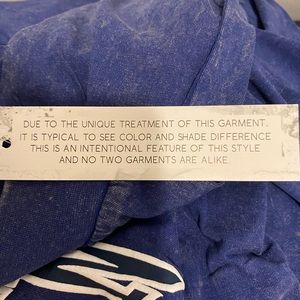 DUE TO THE UNIQUE TREATMENT OF THIS GARMENT,
IT IS TYPICAL TO SEE COLOR AND SHADE DIFFERENCE
THIS IS AN INTENTIONAL FEATURE OF THIS STYLE
AND NO TWO GARMENTS ARE ALIKE.